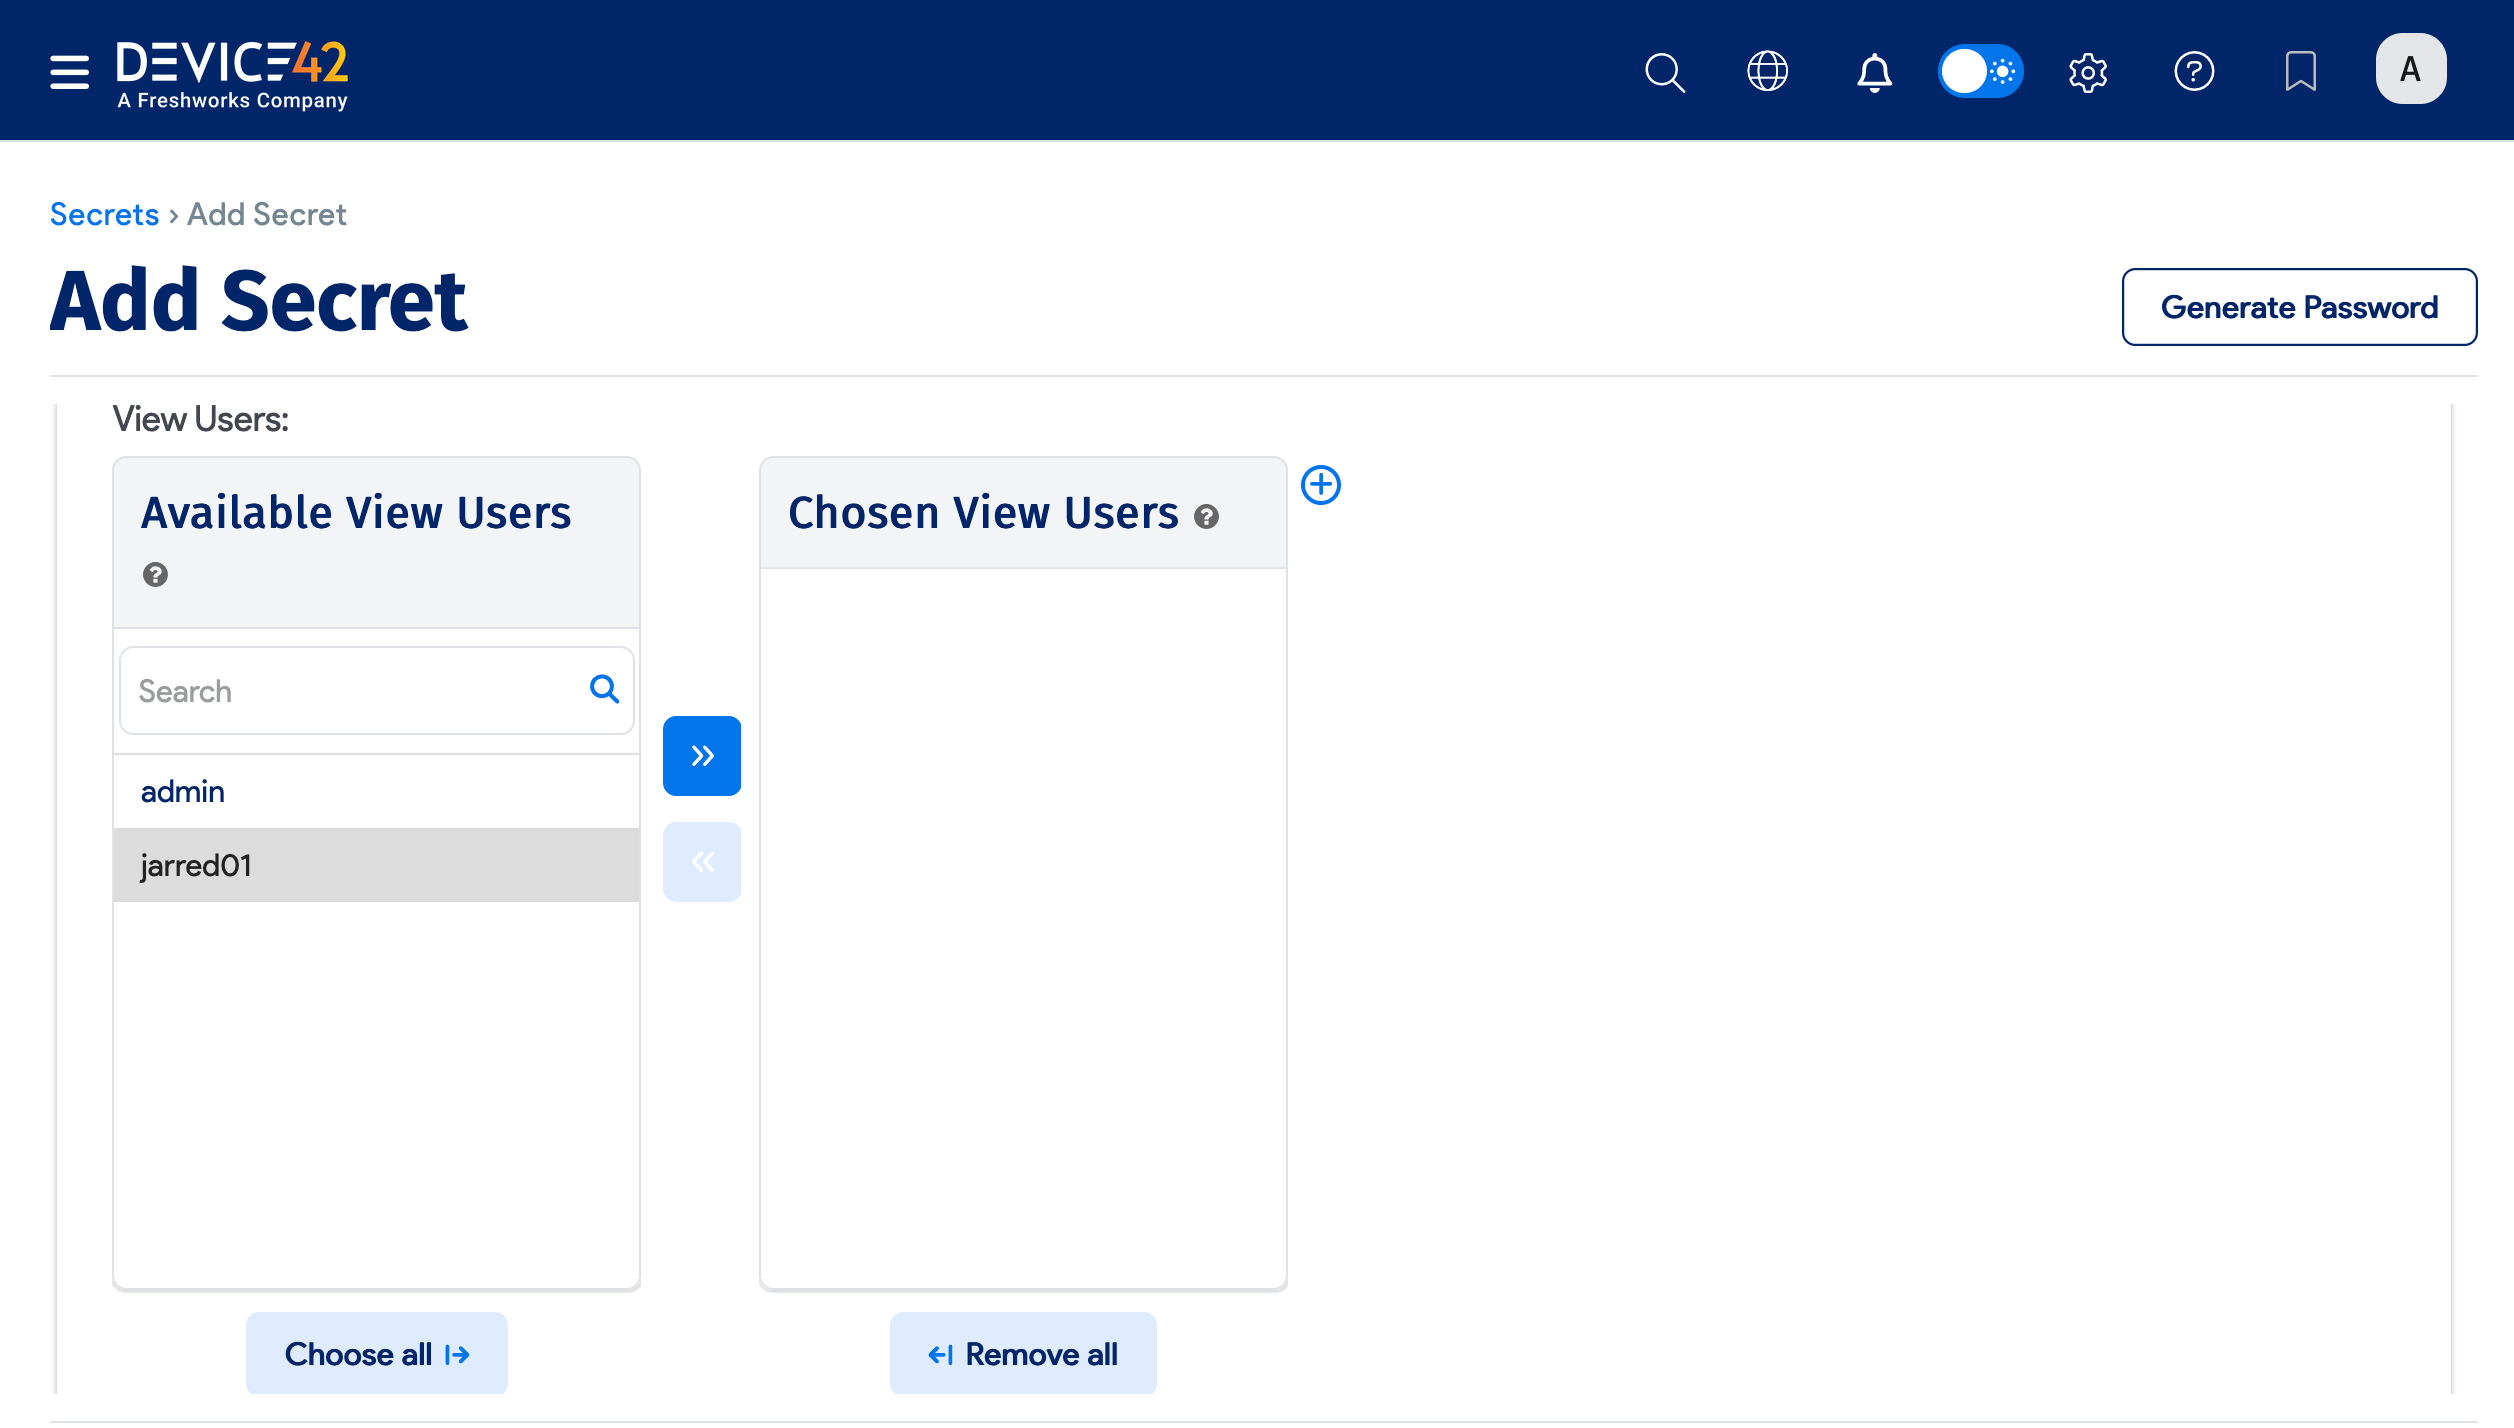 DEVICE42
A Freshworks Company
A
Secrets › Add Secret
Add Secret
Generate Password
View Users:
Available View Users
Chosen View Users
Search
admin
jarred01
Choose all
Remove all